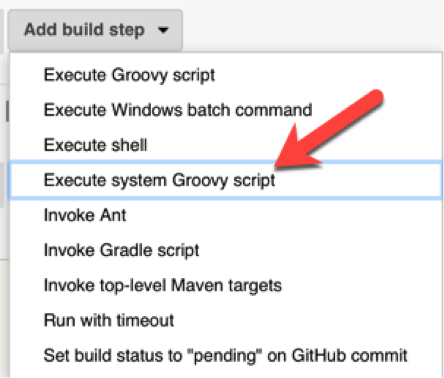 Add build step
Execute Groovy script
Execute Windows batch command
Execute shell
Execute system Groovy script
Invoke Ant
Invoke Gradle script
Invoke top-level Maven targets
Run with timeout
Set build status to "pending" on GitHub commit